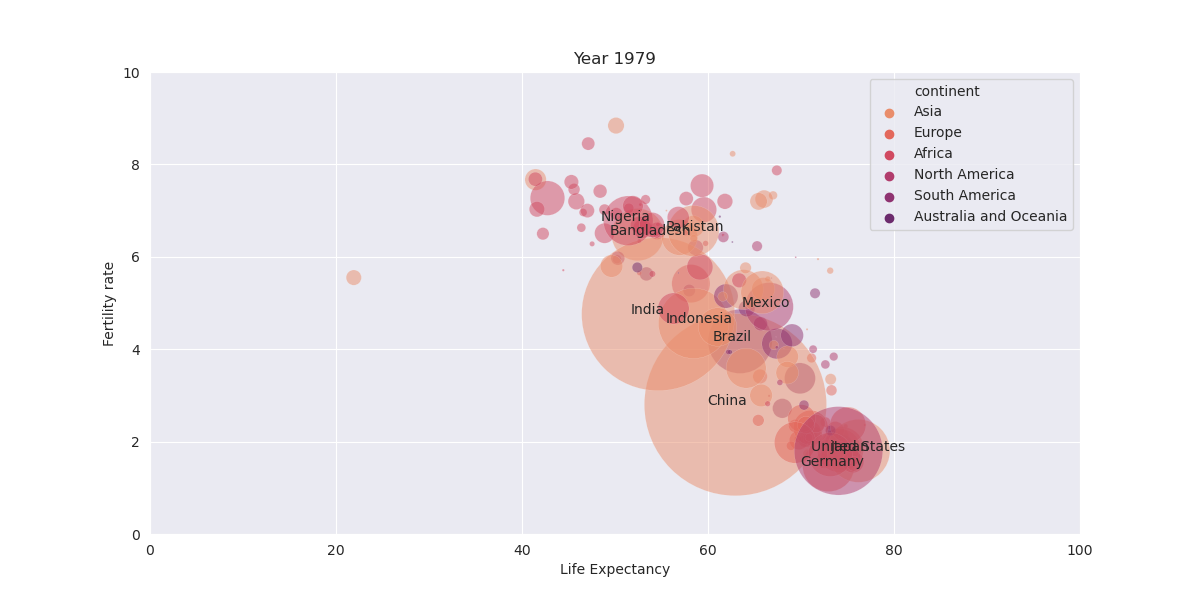 Year 1979
10
8
6
4
2
0
Fertility rate
continent
Asia
Europe
Africa
North America
South America
Australia and Oceania
Nigeria
Pakistan
Bangladesh
Mexico
India
Indonesia
Brazil
China
United States
Japan
Germany
0 20 40 60 80 100
Life Expectancy